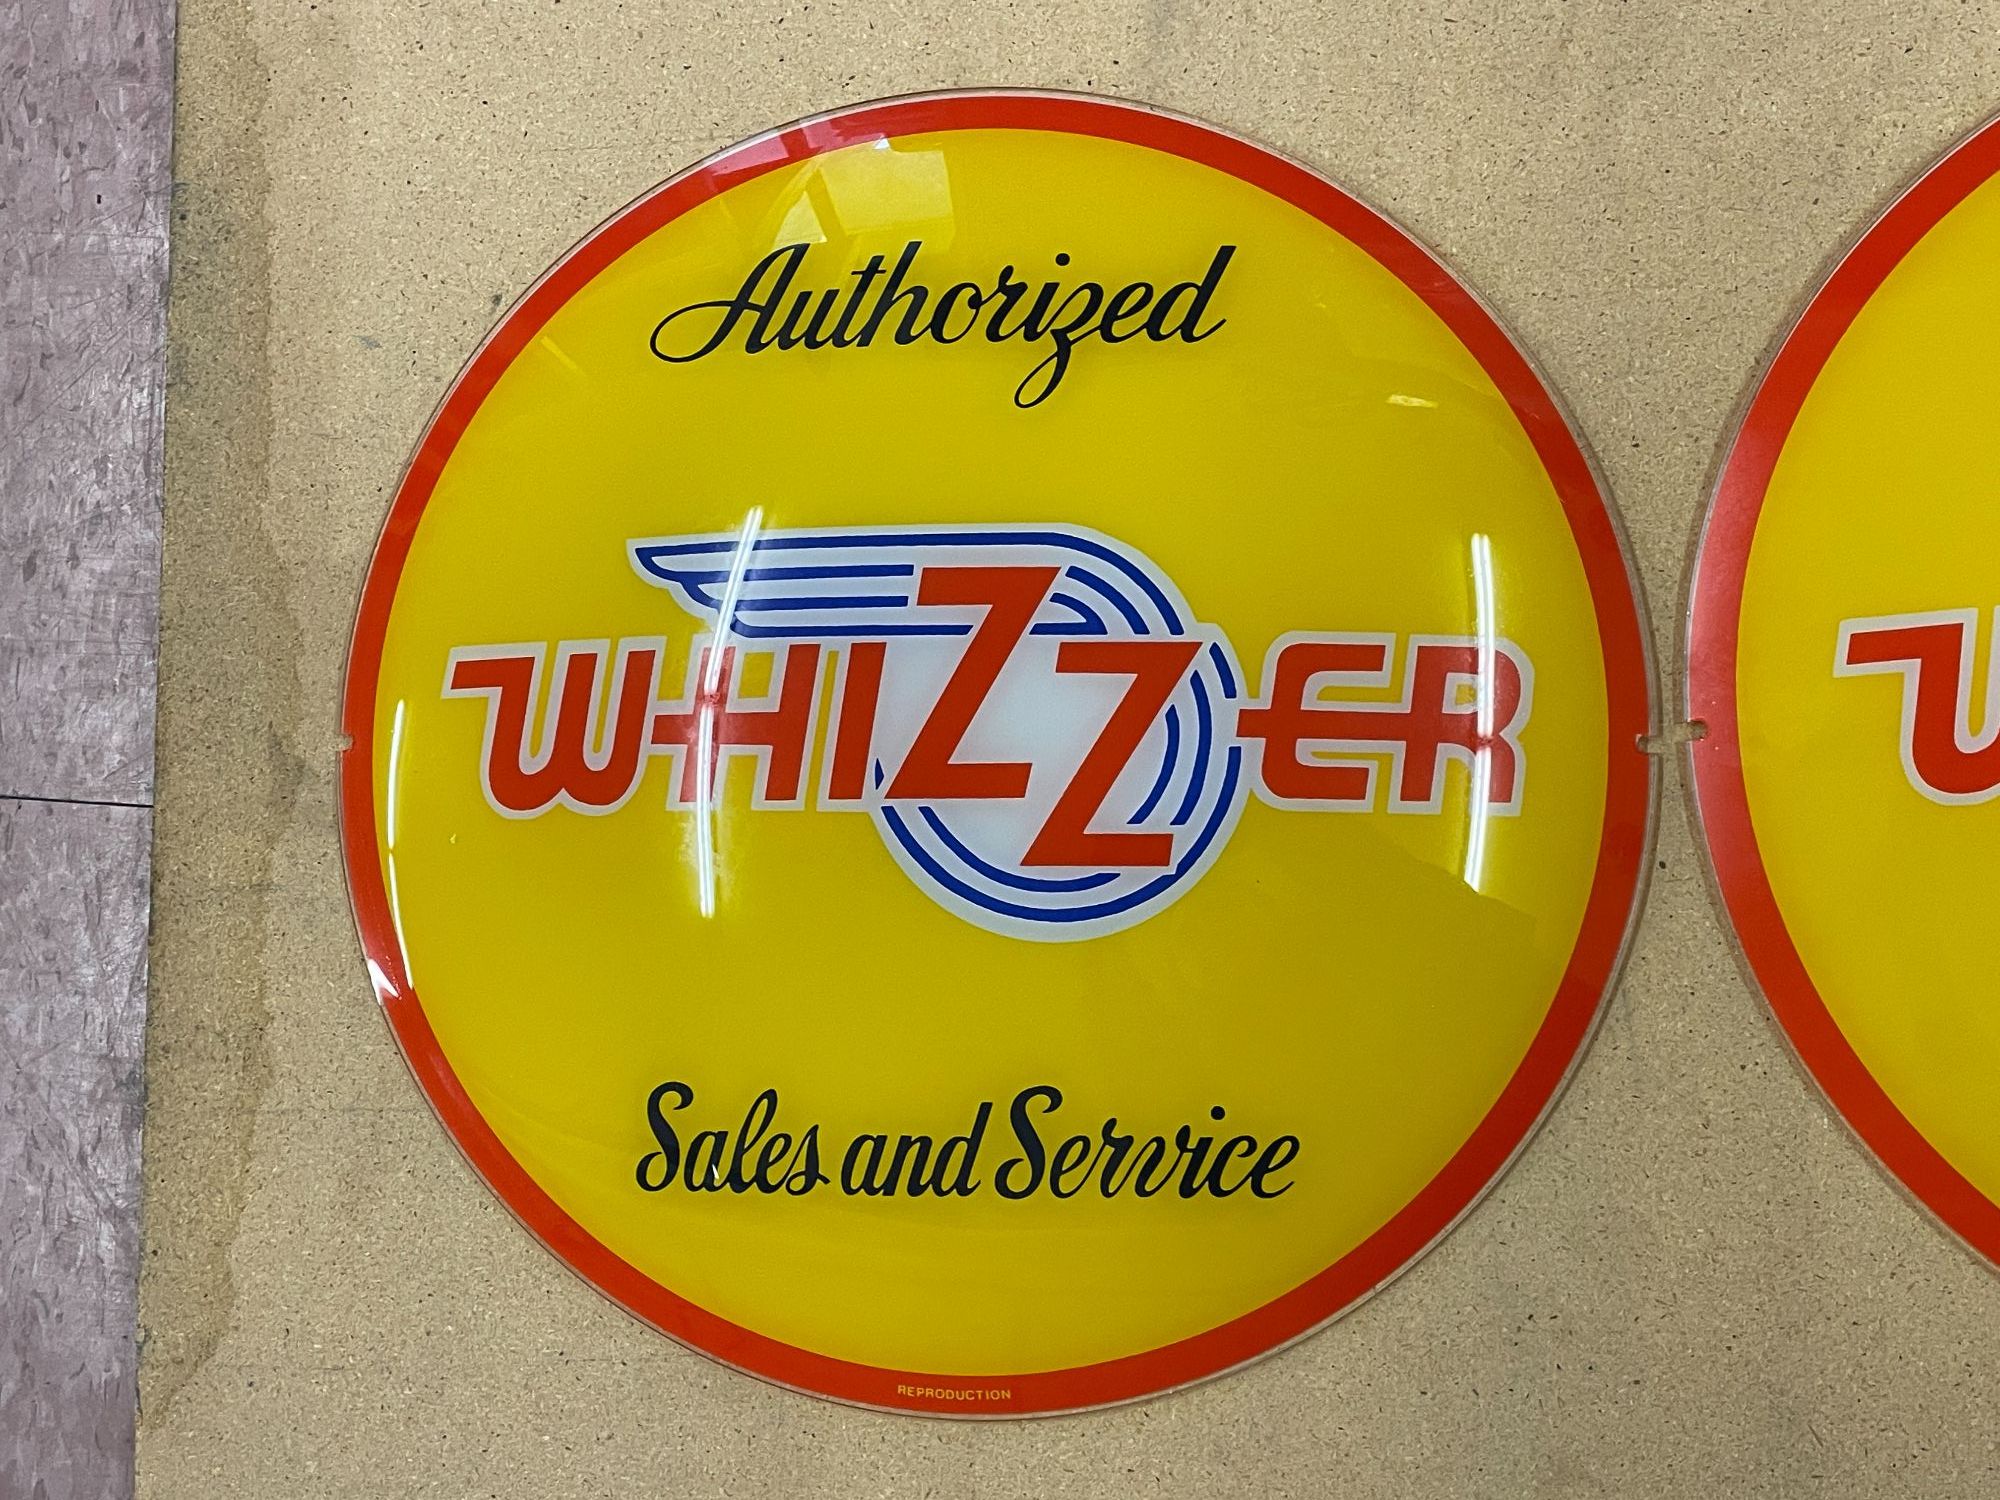 Authorized
WHIZZER
Sales and Service
REPRODUCTION
W